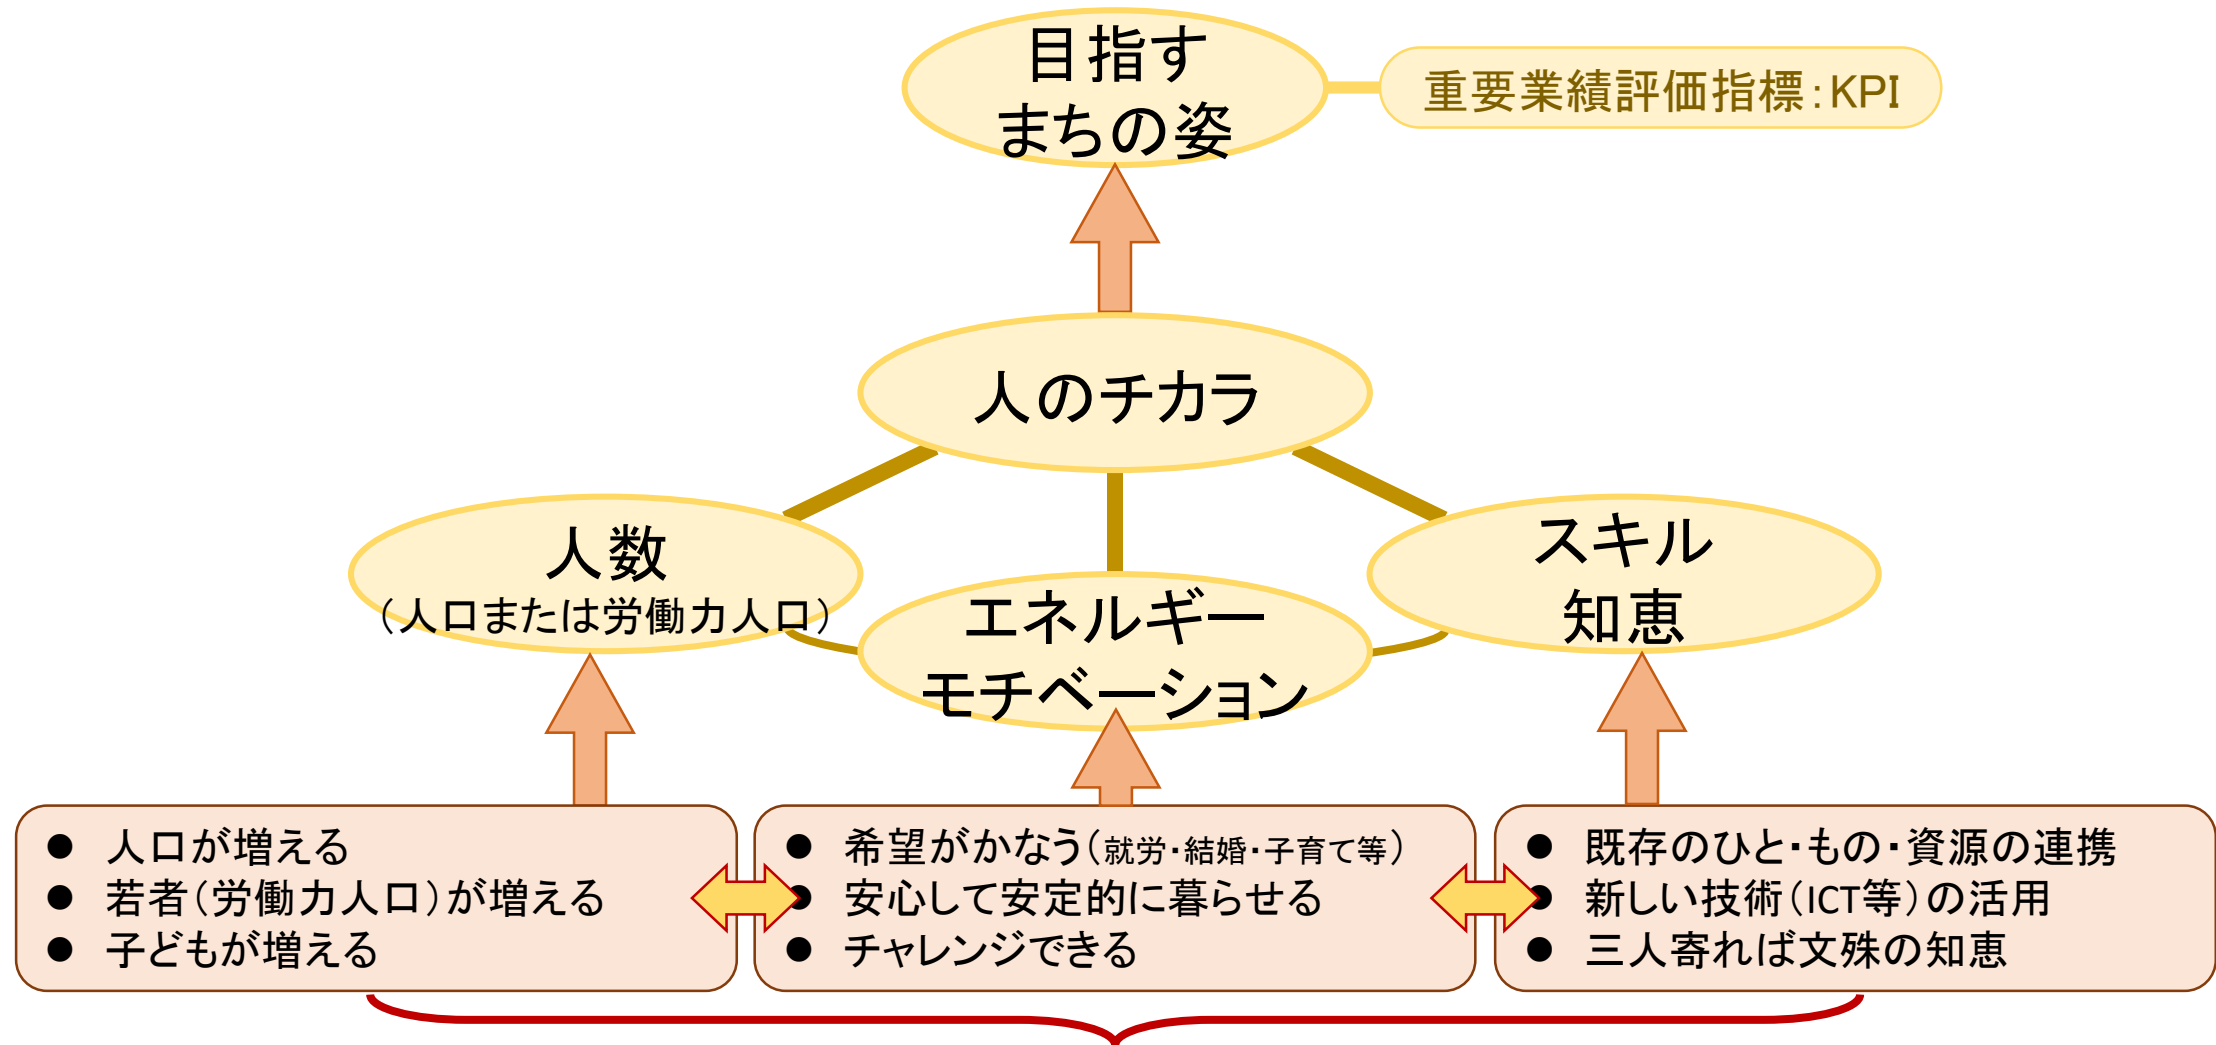 目指す
まちの姿
重要業績評価指標：KPI
人のチカラ
人数
（人口または労働力人口）
エネルギー
モチベーション
スキル
知恵
● 人口が増える
● 若者（労働力人口）が増える
● 子どもが増える
● 希望がかなう（就労・結婚・子育て等）
● 安心して安定的に暮らせる
● チャレンジできる
● 既存のひと・もの・資源の連携
● 新しい技術（ICT等）の活用
● 三人寄れば文殊の知恵